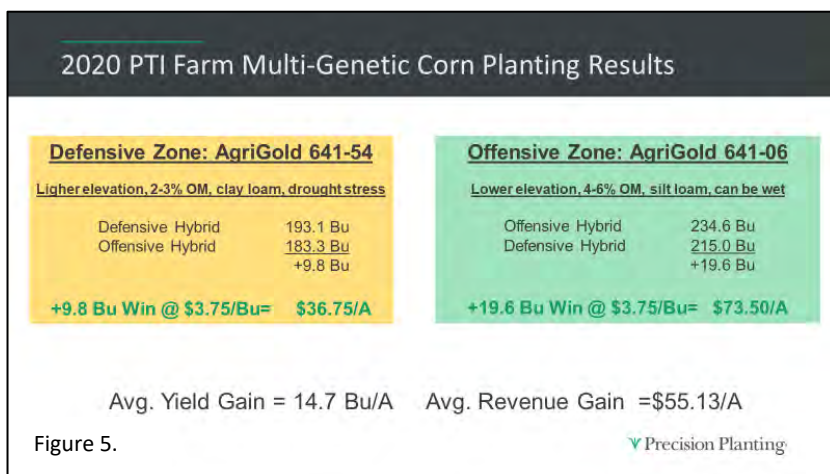 2020 PTI Farm Multi-Genetic Corn Planting Results
Defensive Zone: AgriGold 641-54
Ligher elevation, 2-3% OM, clay loam, drought stress
Defensive Hybrid 193.1 Bu
Offensive Hybrid 183.3 Bu
+9.8 Bu
+9.8 Bu Win @ $3.75/Bu= $36.75/A
Offensive Zone: AgriGold 641-06
Lower elevation, 4-6% OM, silt loam, can be wet
Offensive Hybrid 234.6 Bu
Defensive Hybrid 215.0 Bu
+19.6 Bu
+19.6 Bu Win @ $3.75/Bu= $73.50/A
Avg. Yield Gain = 14.7 Bu/A Avg. Revenue Gain =$55.13/A
Figure 5.
Precision Planting